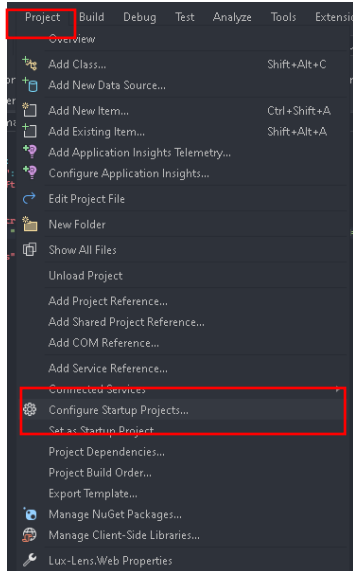 Project Build Debug Test Analyze Tools Extensi
Overview
Add Class... Shift+Alt+C
Add New Data Source...
Add New Item... Ctrl+Shift+A
Add Existing Item... Shift+Alt+A
Add Application Insights Telemetry...
Configure Application Insights...
Edit Project File
New Folder
Show All Files
Unload Project
Add Project Reference...
Add Shared Project Reference...
Add COM Reference...
Add Service Reference...
Connected Services
Configure Startup Projects...
Set as Startup Project
Project Dependencies...
Project Build Order...
Export Template...
Manage NuGet Packages...
Manage Client-Side Libraries...
Lux-Lens.Web Properties